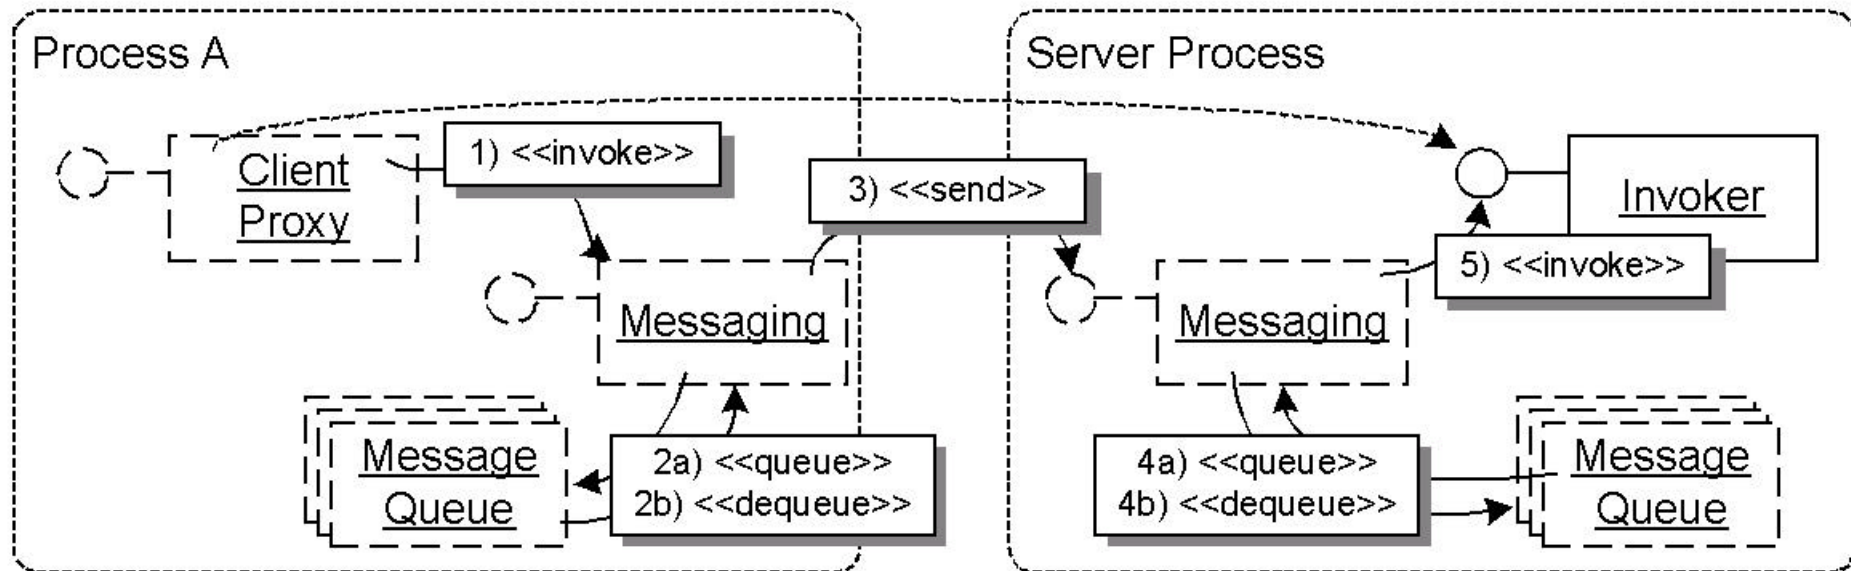 Process A
Server Process
Client
Proxy
1) <<invoke>>
3) <<send>>
Invoker
5) <<invoke>>
Messaging
Messaging
Message
Queue
2a) <<queue>>
2b) <<dequeue>>
4a) <<queue>>
4b) <<dequeue>>
Message
Queue